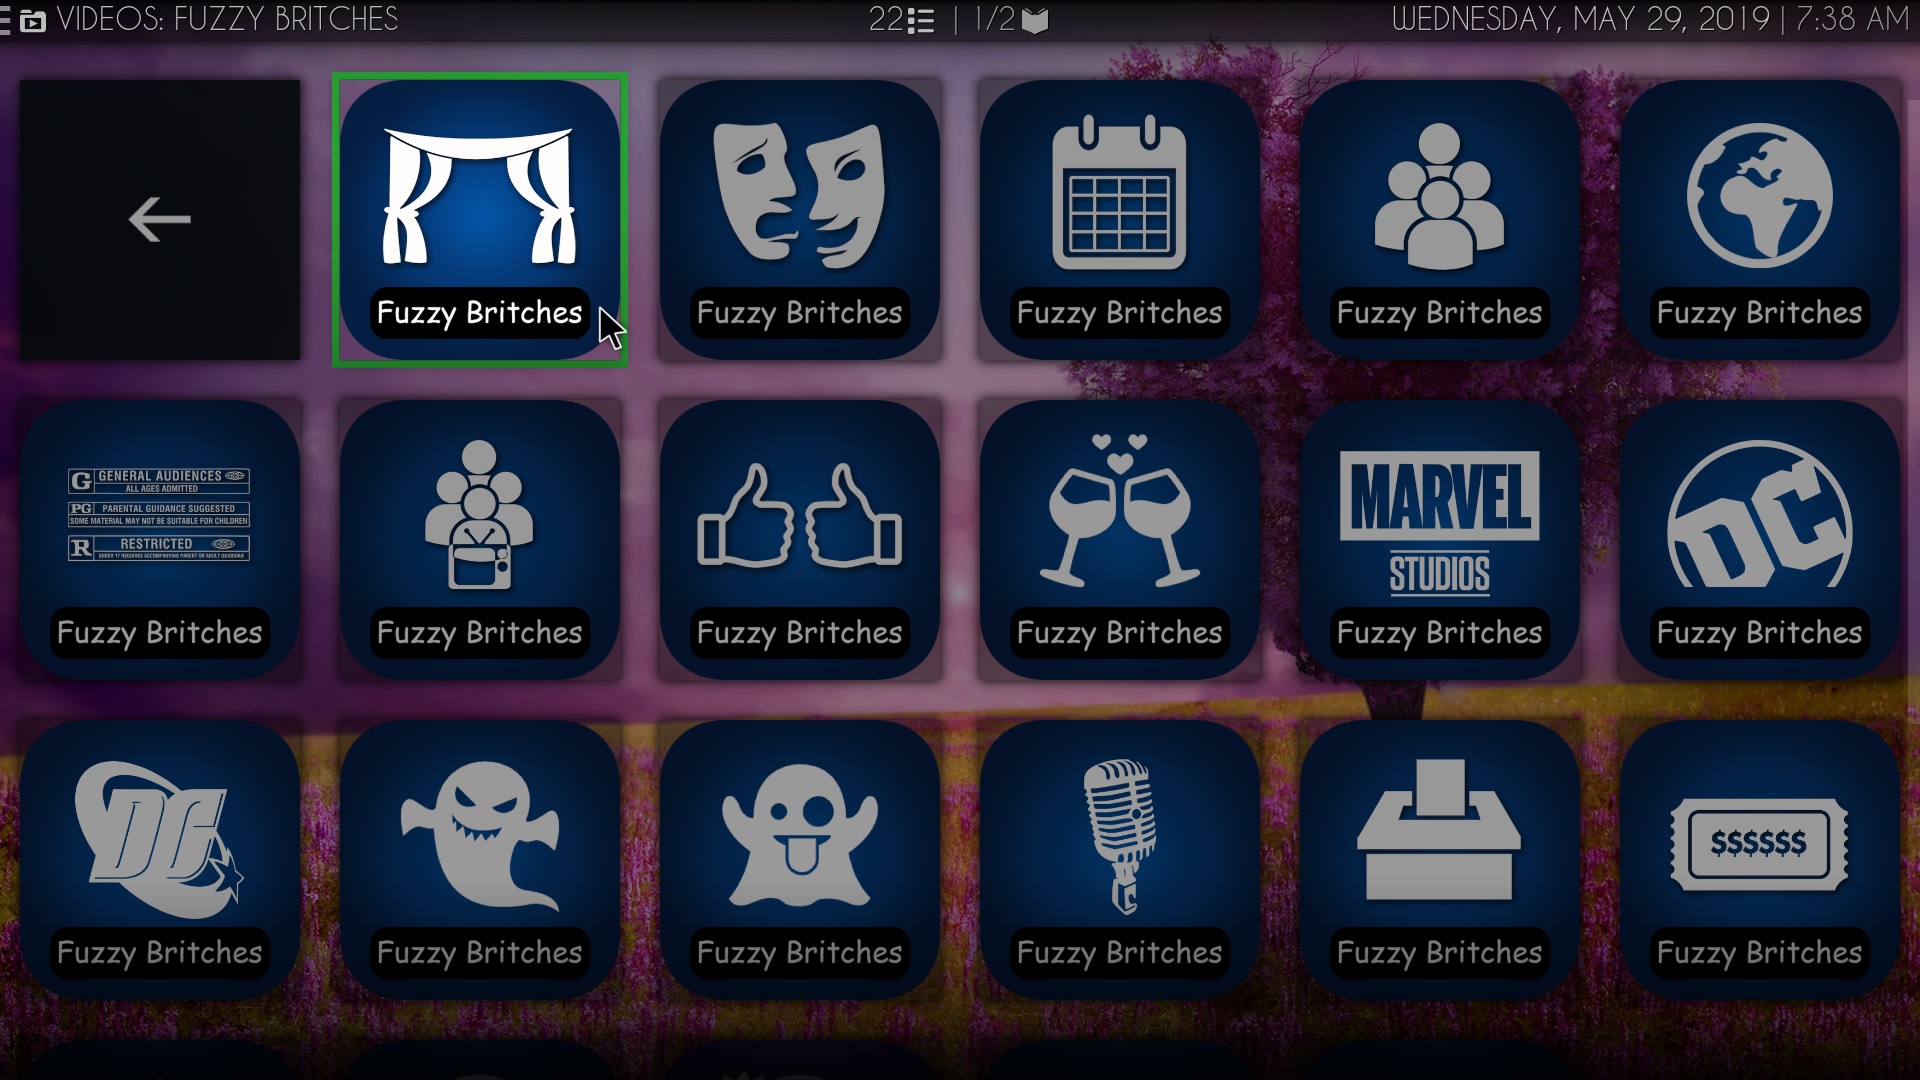 VIDEOS: FUZZY BRITCHES
22 | 1/2
WEDNESDAY, MAY 29, 2019 | 7:38 AM
Fuzzy Britches
Fuzzy Britches
Fuzzy Britches
Fuzzy Britches
Fuzzy Britches
G GENERAL AUDIENCES
ALL AGES ADMITTED
PG PARENTAL GUIDANCE SUGGESTED
SOME MATERIAL MAY NOT BE SUITABLE FOR CHILDREN
R RESTRICTED
UNDER 17 REQUIRES ACCOMPANYING PARENT OR ADULT GUARDIAN
Fuzzy Britches
Fuzzy Britches
Fuzzy Britches
Fuzzy Britches
MARVEL
STUDIOS
Fuzzy Britches
DC
Fuzzy Britches
DC
Fuzzy Britches
Fuzzy Britches
Fuzzy Britches
Fuzzy Britches
Fuzzy Britches
$$$$$$
Fuzzy Britches